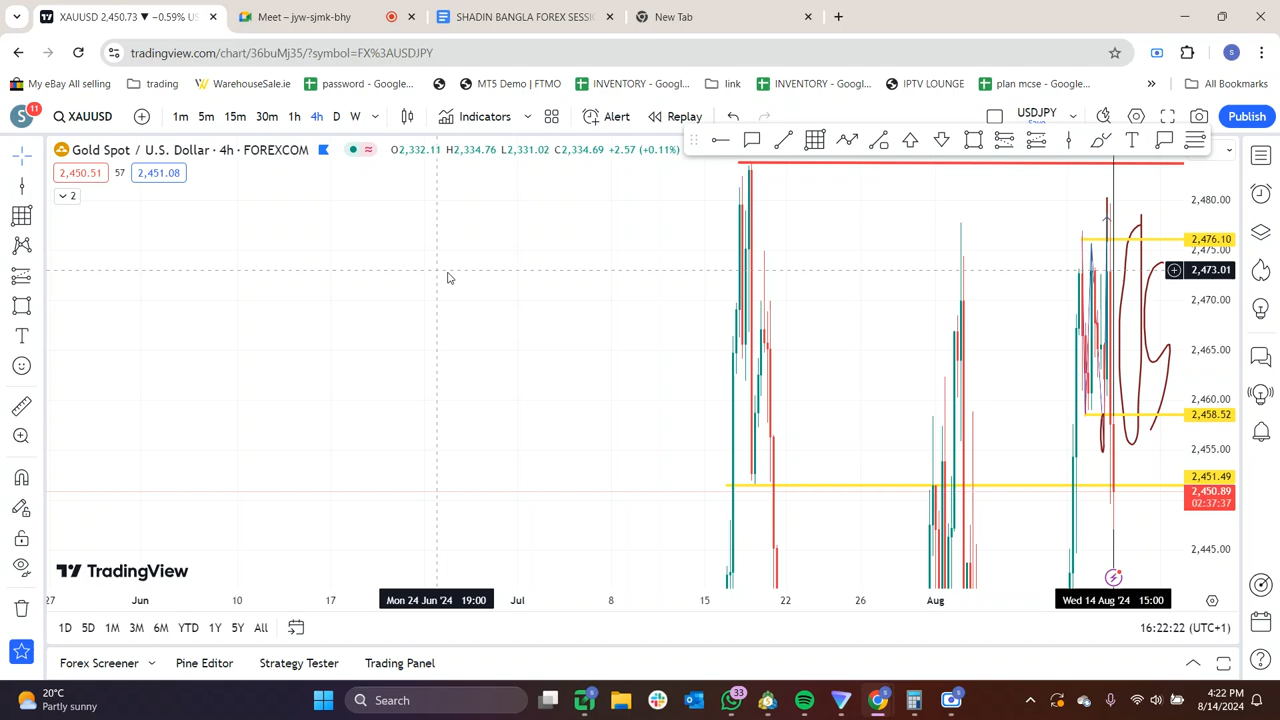 XAUUSD 2,450.73 ▼ −0.59% US
Meet – jyw-sjmk-bhy
SHADIN BANGLA FOREX SESSI
New Tab
tradingview.com/chart/36buMj35/?symbol=FX%3AUSDJPY
S
My eBay All selling
trading
WarehouseSale.ie
password - Google...
MT5 Demo | FTMO
INVENTORY - Googl...
link
INVENTORY - Googl...
IPTV LOUNGE
plan mcse - Google...
All Bookmarks
S
11
XAUUSD
1m 5m 15m 30m 1h 4h D W
Indicators
Alert
Replay
USDJPY
Save
Publish
Gold Spot / U.S. Dollar · 4h · FOREXCOM
O2,332.11 H2,334.76 L2,331.02 C2,334.69 +2.57 (+0.11%)
2,450.51 57 2,451.08
2
2,480.00
2,476.10
2,475.00
2,473.01
2,470.00
2,465.00
2,460.00
2,458.52
2,455.00
2,451.49
2,450.89
02:37:37
2,445.00
TradingView
27 Jun 10 17 Mon 24 Jun '24 19:00 Jul 8 15 22 26 Aug Wed 14 Aug '24 15:00
1D 5D 1M 3M 6M YTD 1Y 5Y All
16:22:22 (UTC+1)
Forex Screener
Pine Editor
Strategy Tester
Trading Panel
20°C
Partly sunny
Search
33
4:22 PM
8/14/2024